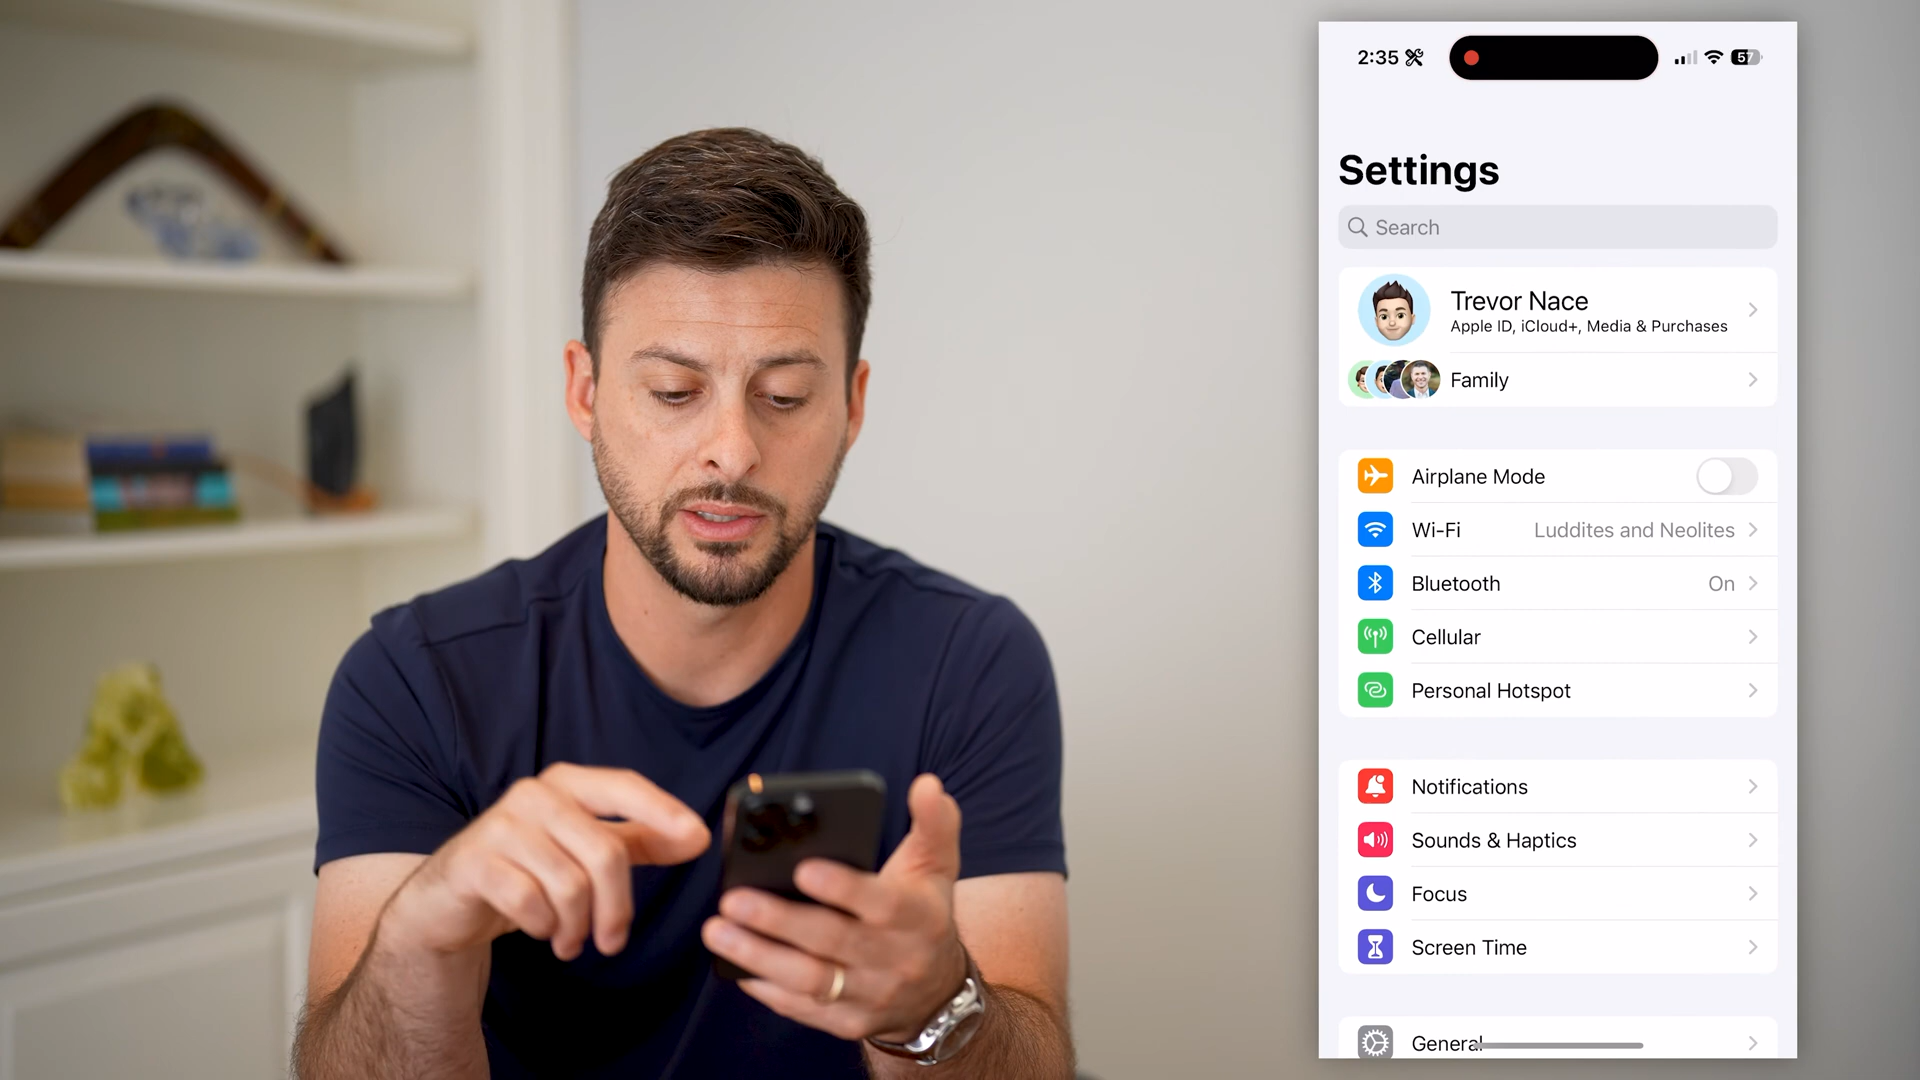 2:35
57
Settings
Search
Trevor Nace
Apple ID, iCloud+, Media & Purchases
Family
Airplane Mode
Wi-Fi Luddites and Neolites
Bluetooth On
Cellular
Personal Hotspot
Notifications
Sounds & Haptics
Focus
Screen Time
General